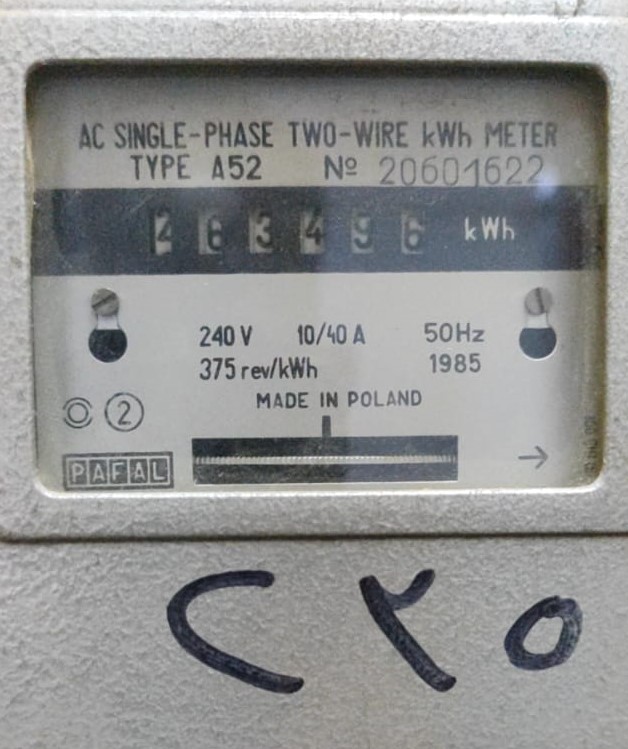 AC SINGLE-PHASE TWO-WIRE kWh METER
TYPE A52 Nº 20601622
263496 kWh
240 V 10/40 A 50Hz
375 rev/kWh 1985
MADE IN POLAND
2
PAFAL
٢٥